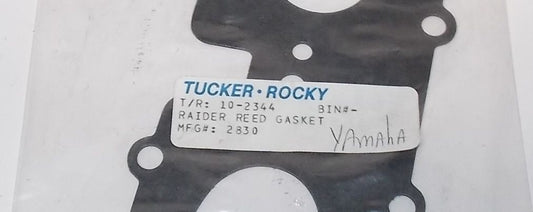 TUCKER·ROCKY
T/R: 10-2344 BIN#-
RAIDER REED GASKET
MFG#: 2830
YAMAHA